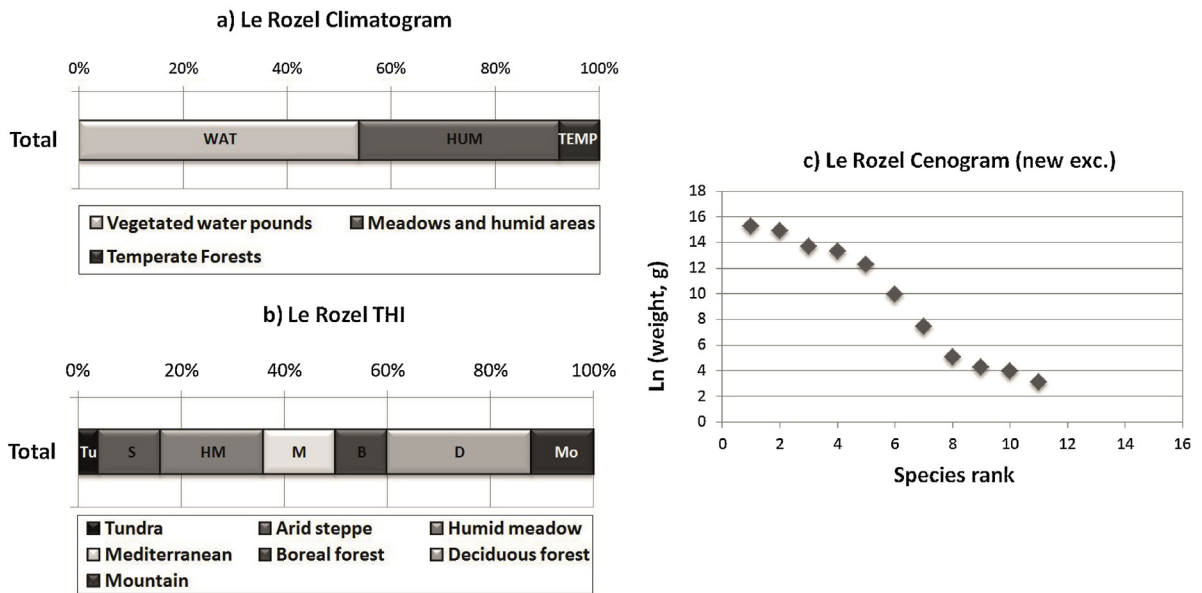 a) Le Rozel Climatogram
0% 20% 40% 60% 80% 100%
Total WAT HUM TEMP
Vegetated water pounds Meadows and humid areas
Temperate Forests
b) Le Rozel THI
0% 20% 40% 60% 80% 100%
Total Tu S HM M B D Mo
Tundra Arid steppe Humid meadow
Mediterranean Boreal forest Deciduous forest
Mountain
c) Le Rozel Cenogram (new exc.)
Ln (weight, g)
18
16
14
12
10
8
6
4
2
0
0 2 4 6 8 10 12 14 16
Species rank